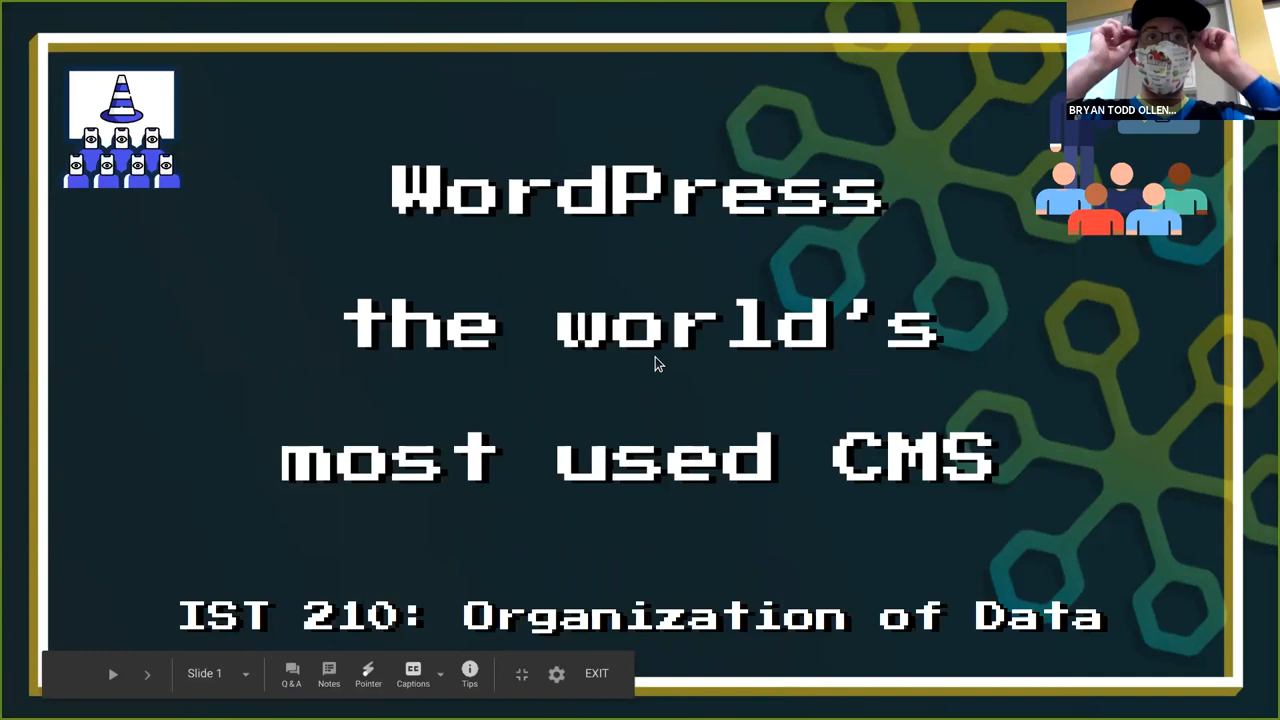 BRYAN TODD OLLEN...
WordPress
the world's
most used CMS
IST 210: Organization of Data
Slide 1
Q&A
Notes
Pointer
Captions
Tips
EXIT